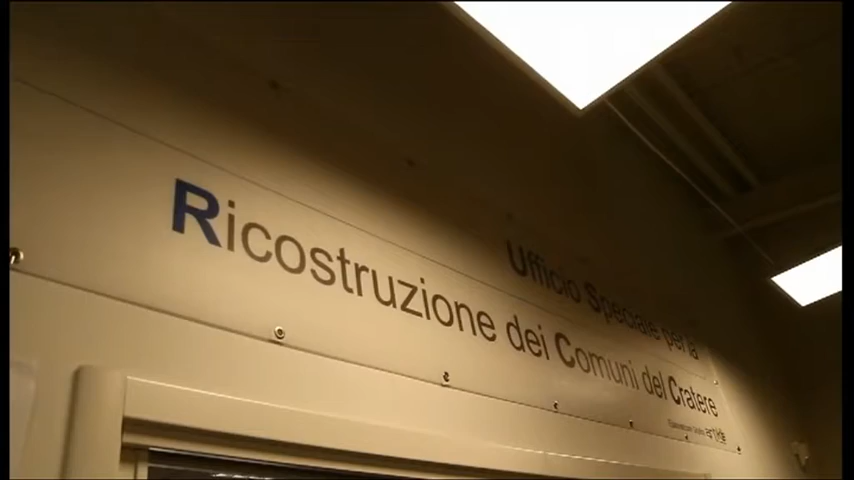 Ufficio Speciale per la
Ricostruzione dei Comuni del Cratere